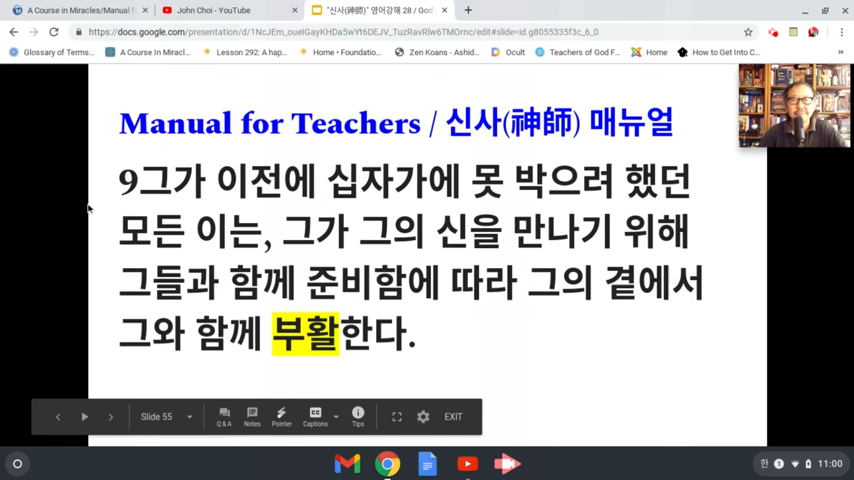 A Course in Miracles/Manual f
John Choi - YouTube
"신사(神師)" 영어강해 28 / God
https://docs.google.com/presentation/d/1NcJEm_oueIGayKHDa5wYt6DEJV_TuzRavRlw6TMOrnc/edit#slide=id.g8055335f3c_6_0
Glossary of Terms...
A Course In Miracl...
Lesson 292: A hap...
Home • Foundatio...
Zen Koans - Ashid...
Ocult
Teachers of God F...
Home
How to Get Into C...
Manual for Teachers / 신사(神師) 매뉴얼
9그가 이전에 십자가에 못 박으려 했던
모든 이는, 그가 그의 신을 만나기 위해
그들과 함께 준비함에 따라 그의 곁에서
그와 함께 부활한다.
Slide 55
Q & A
Notes
Pointer
Captions
Tips
EXIT
한
1
11:00